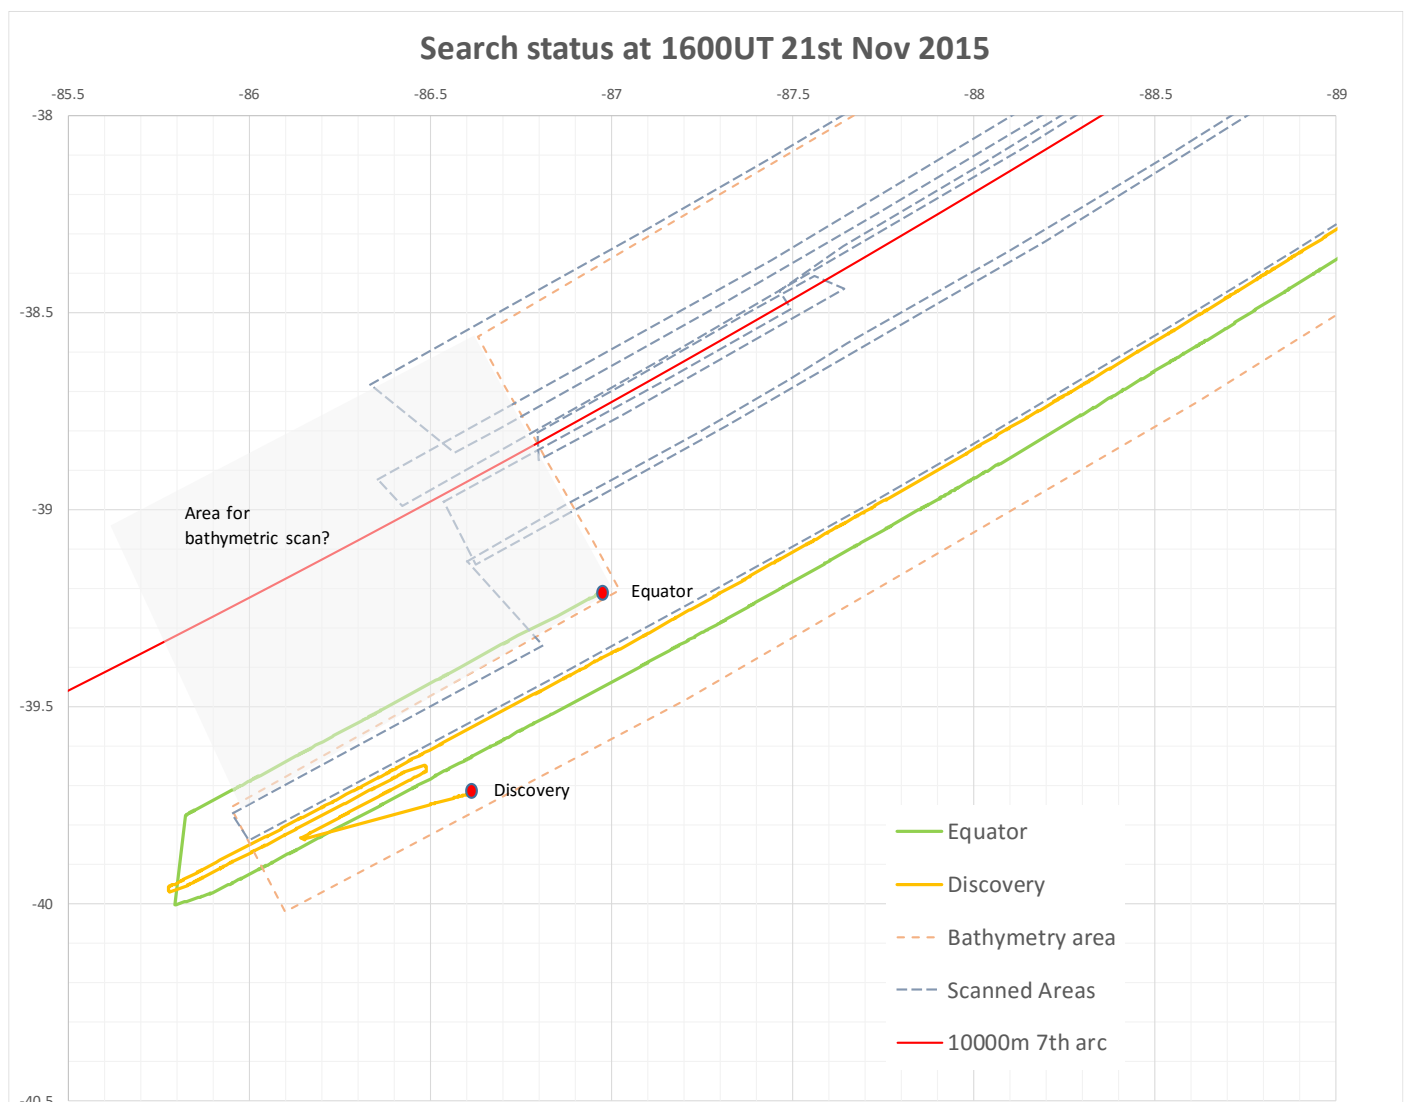 Search status at 1600UT 21st Nov 2015
-85.5 -86 -86.5 -87 -87.5 -88 -88.5 -89
-38
-38.5
-39
Area for
bathymetric scan?
Equator
-39.5
Discovery
Equator
Discovery
-40
Bathymetry area
Scanned Areas
10000m 7th arc
-40.5